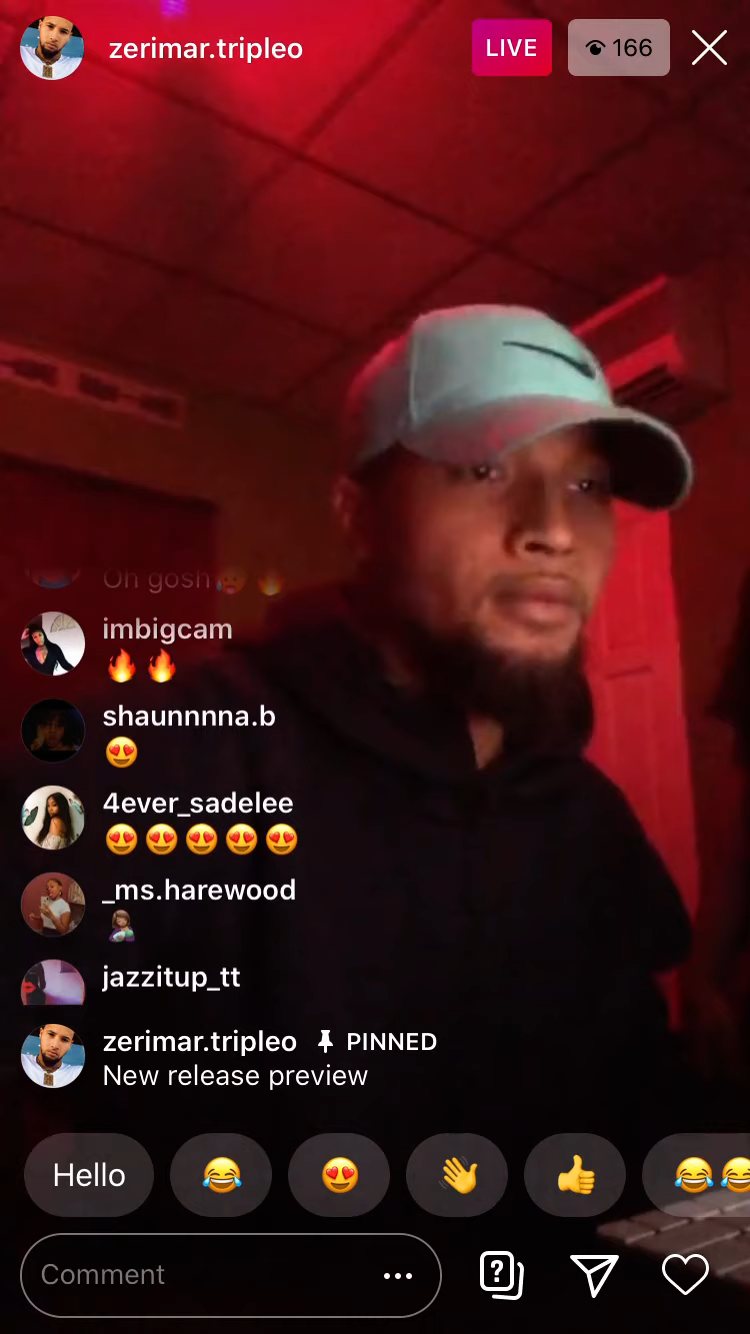 zerimar.tripleo
LIVE
166
Oh gosh🥵🔥
imbigcam
🔥🔥
shaunnnna.b
😍
4ever_sadelee
😍😍😍😍😍
_ms.harewood
🤱🏽
jazzitup_tt
zerimar.tripleo PINNED
New release preview
Hello 😂 😍 👋 👍 😂😂
Comment